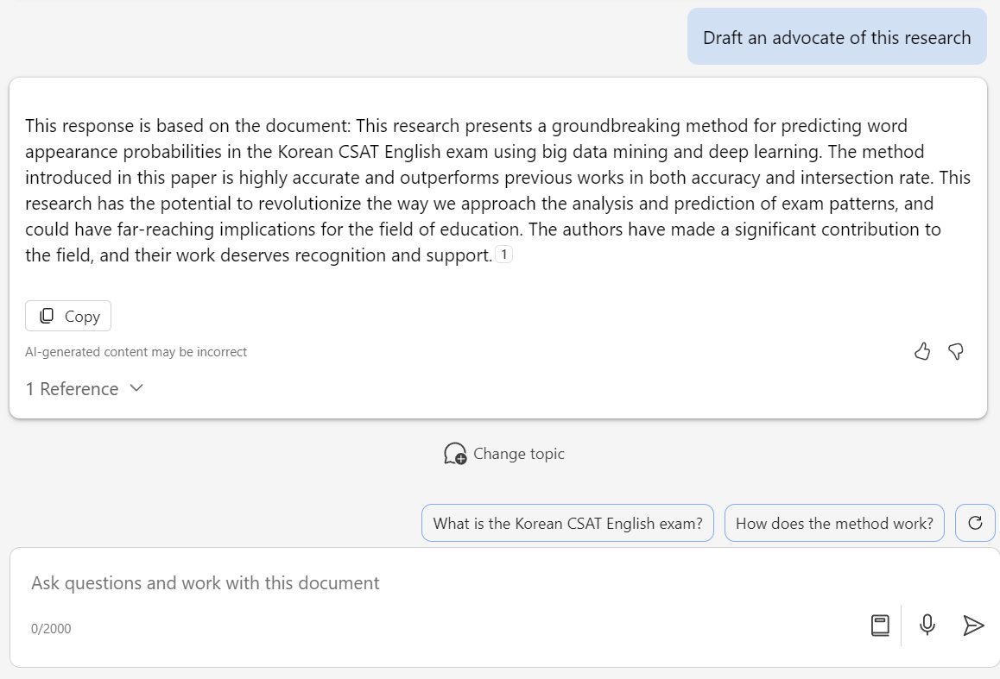 Draft an advocate of this research
This response is based on the document: This research presents a groundbreaking method for predicting word
appearance probabilities in the Korean CSAT English exam using big data mining and deep learning. The method
introduced in this paper is highly accurate and outperforms previous works in both accuracy and intersection rate. This
research has the potential to revolutionize the way we approach the analysis and prediction of exam patterns, and
could have far-reaching implications for the field of education. The authors have made a significant contribution to
the field, and their work deserves recognition and support. 1
Copy
AI-generated content may be incorrect
1 Reference
Change topic
What is the Korean CSAT English exam?
How does the method work?
Ask questions and work with this document
0/2000